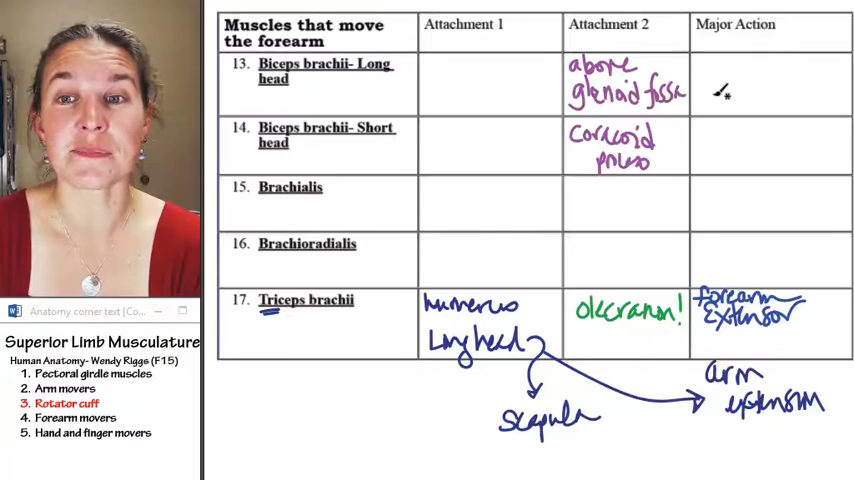 Muscles that move
the forearm
Attachment 1
Attachment 2
Major Action
13. Biceps brachii- Long
head
above
glenoid fossa
14. Biceps brachii- Short
head
coracoid
process
15. Brachialis
16. Brachioradialis
17. Triceps brachii
humerus
Long head
olecranon!
forearm
extensor
scapula
arm
extension
Anatomy corner text [Co...
Superior Limb Musculature
Human Anatomy- Wendy Riggs (F15)
1. Pectoral girdle muscles
2. Arm movers
3. Rotator cuff
4. Forearm movers
5. Hand and finger movers